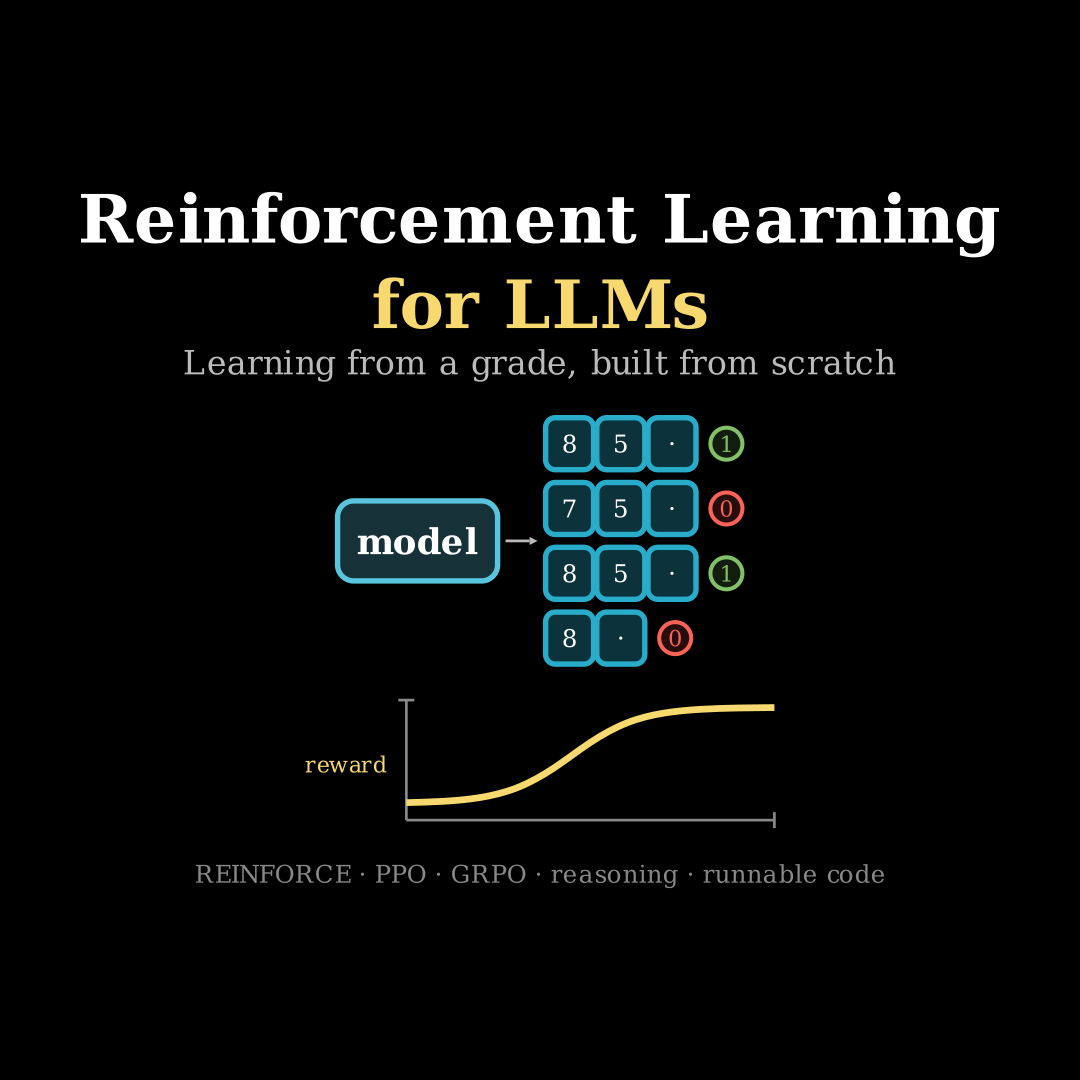 Reinforcement Learning
for LLMs
Learning from a grade, built from scratch
8 5 · 1
7 5 · 0
model
8 5 · 1
8 · 0
reward
REINFORCE · PPO · GRPO · reasoning · runnable code